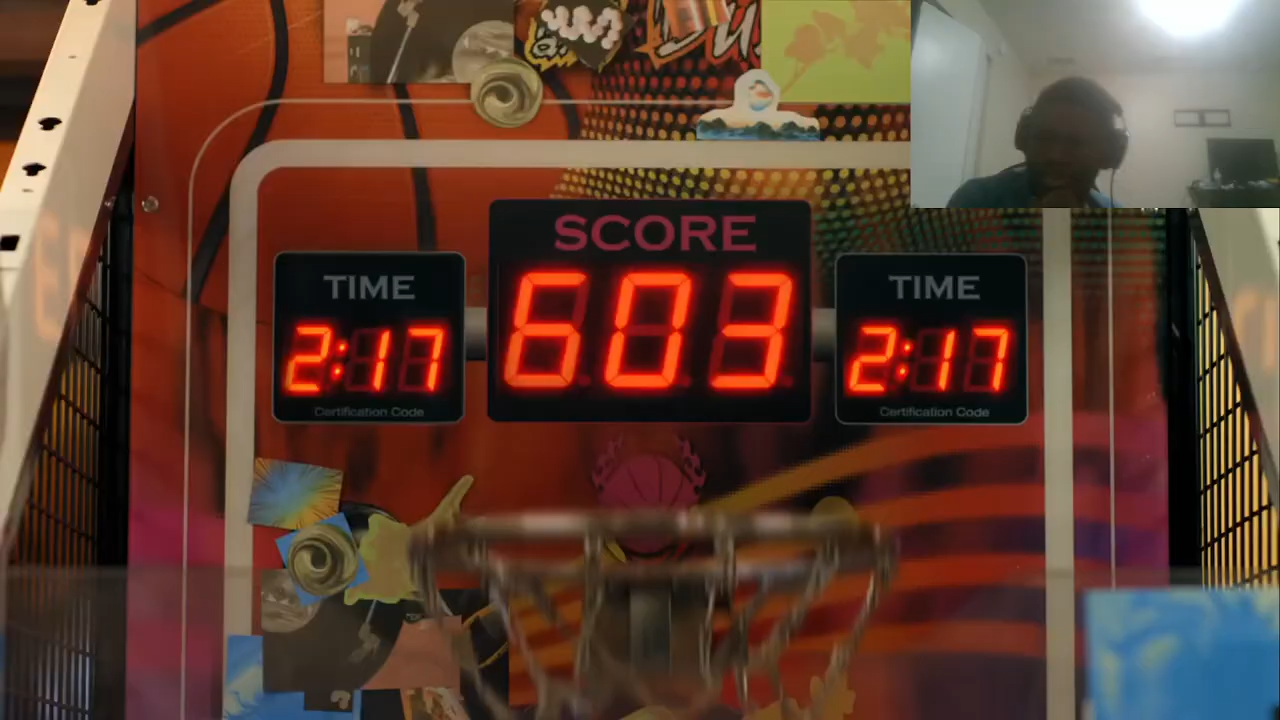 SCORE
603
TIME
2:17
Certification Code
TIME
2:17
Certification Code